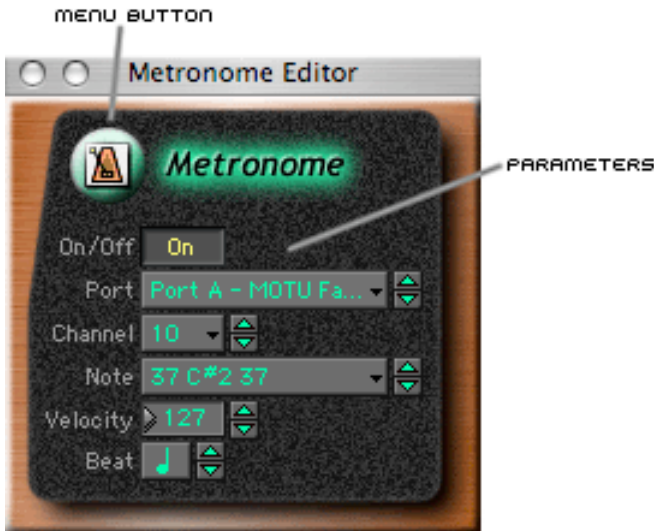 MENU BUTTON
Metronome Editor
Metronome
PARAMETERS
On/Off On
Port Port A - MOTU Fa...
Channel 10
Note 37 C#2 37
Velocity 127
Beat